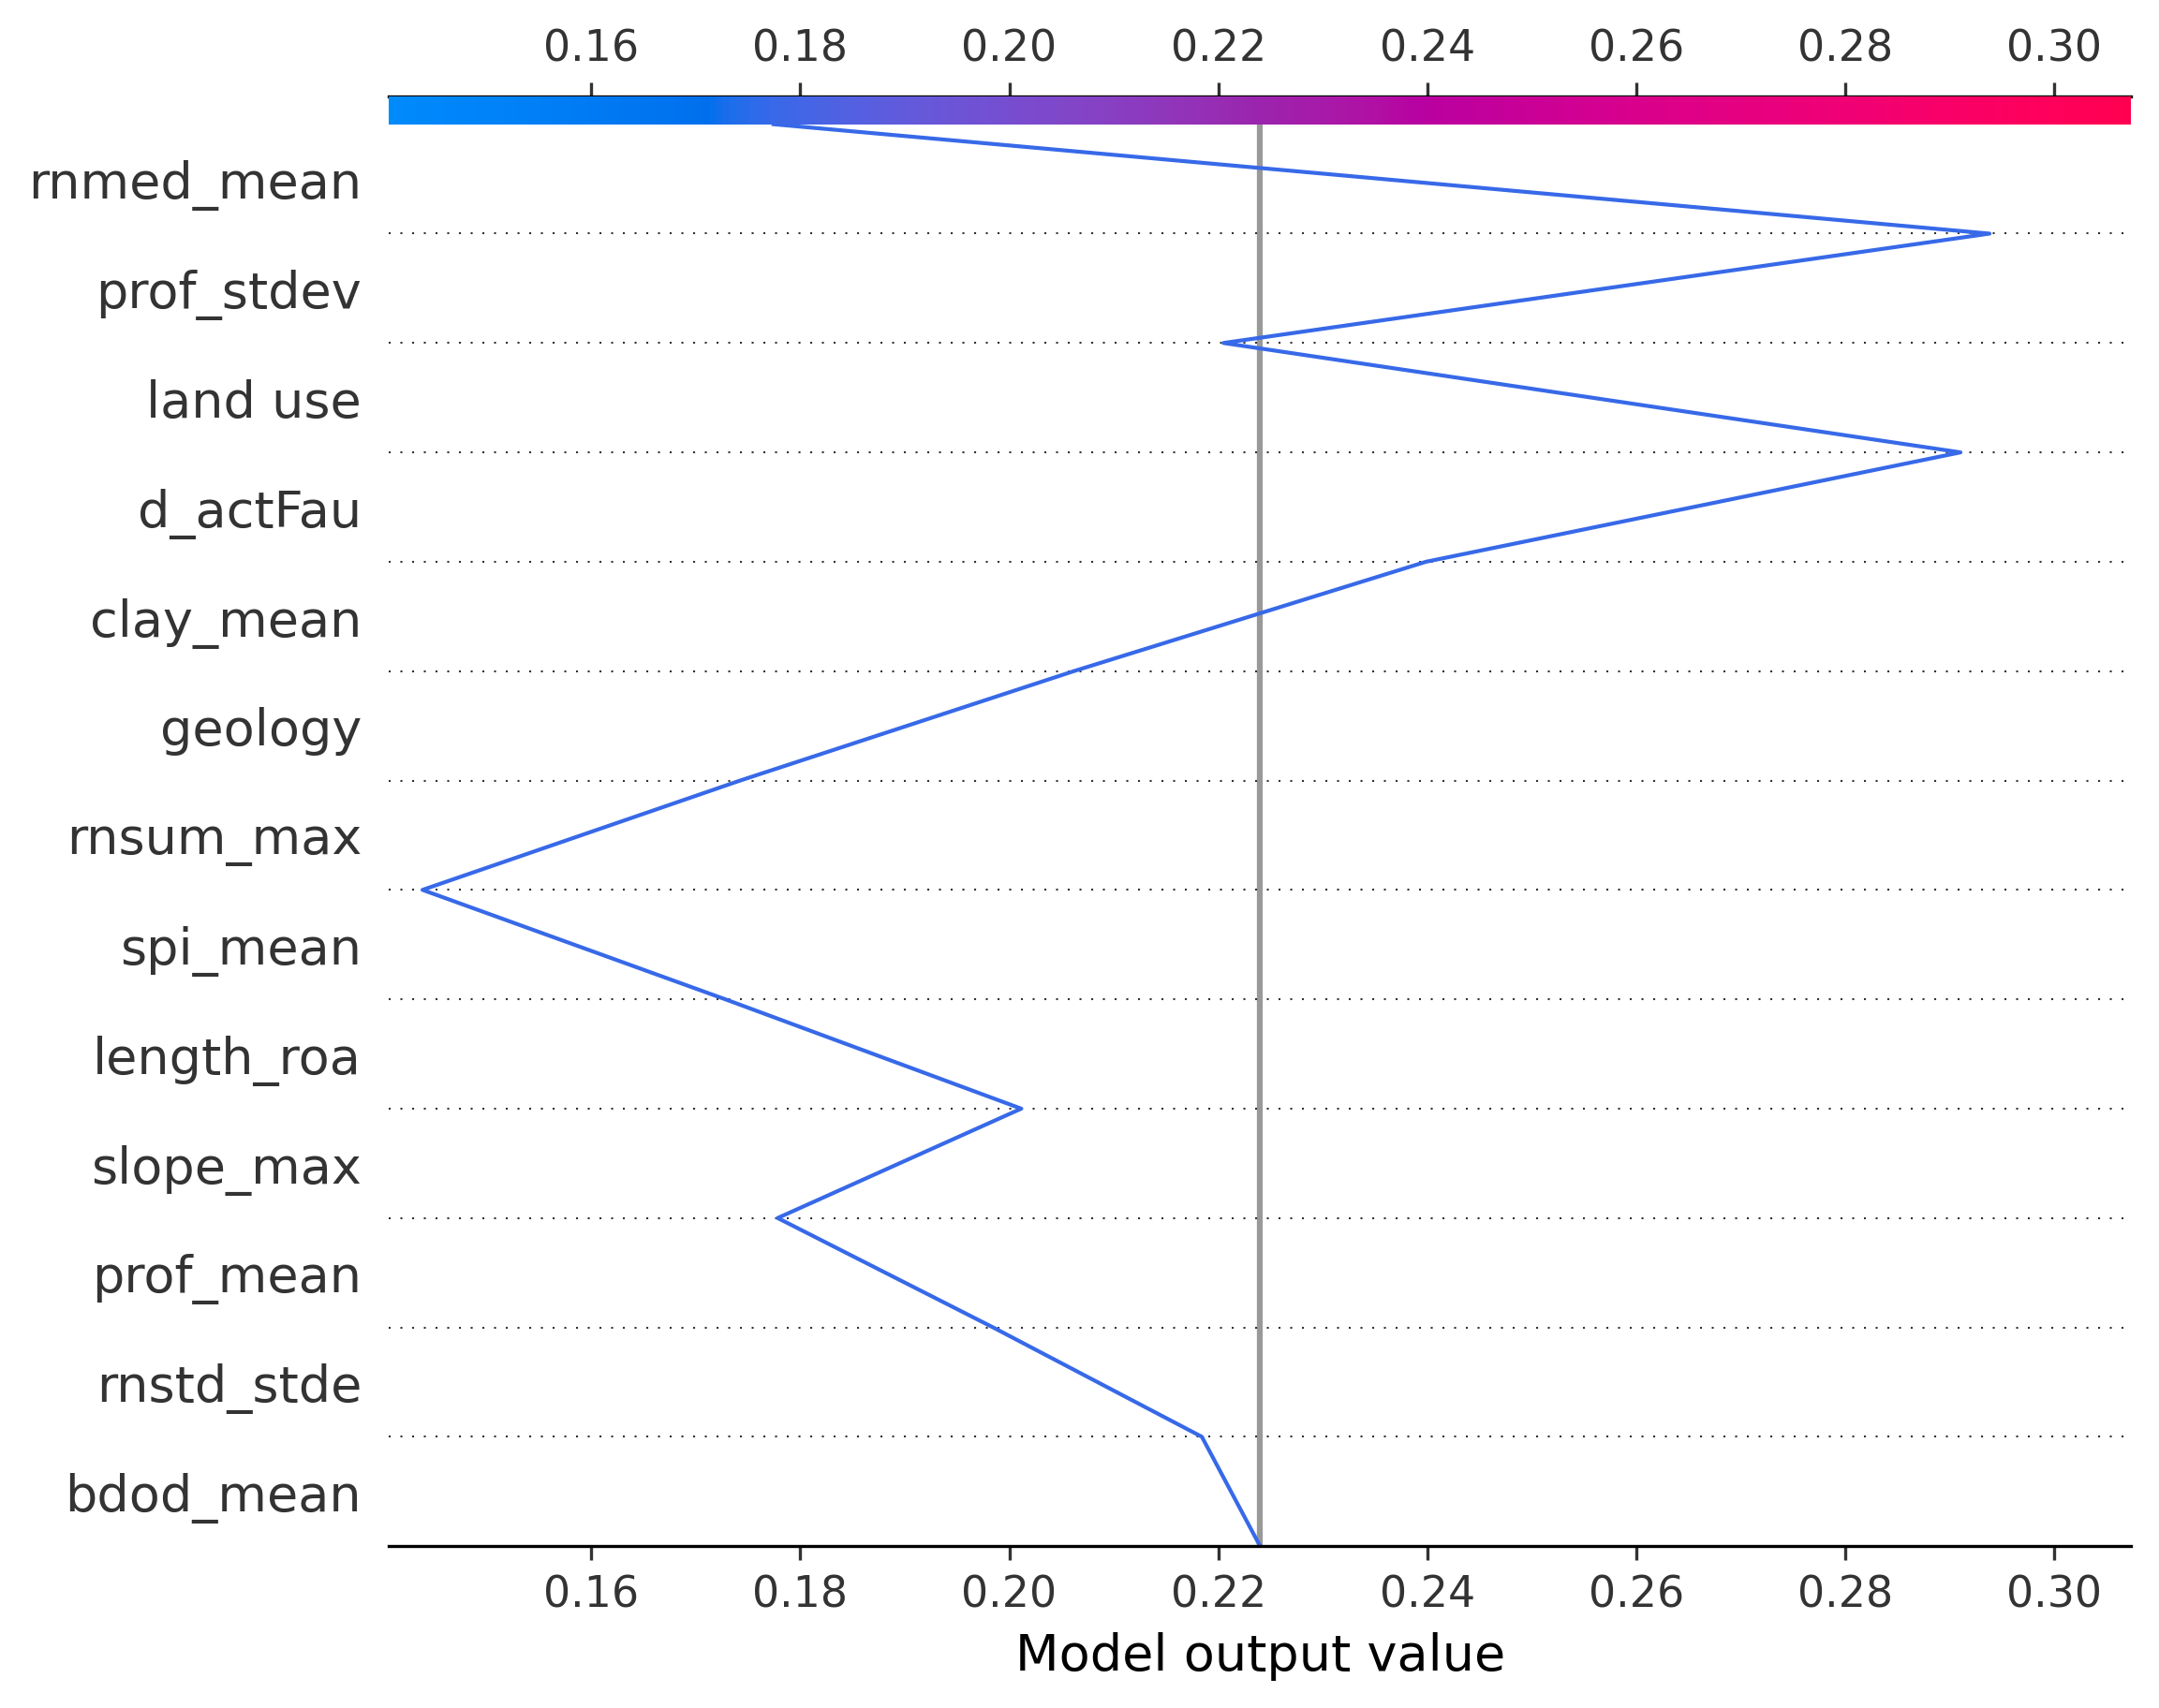 0.16 0.18 0.20 0.22 0.24 0.26 0.28 0.30
rnmed_mean
prof_stdev
land use
d_actFau
clay_mean
geology
rnsum_max
spi_mean
length_roa
slope_max
prof_mean
rnstd_stde
bdod_mean
0.16 0.18 0.20 0.22 0.24 0.26 0.28 0.30
Model output value